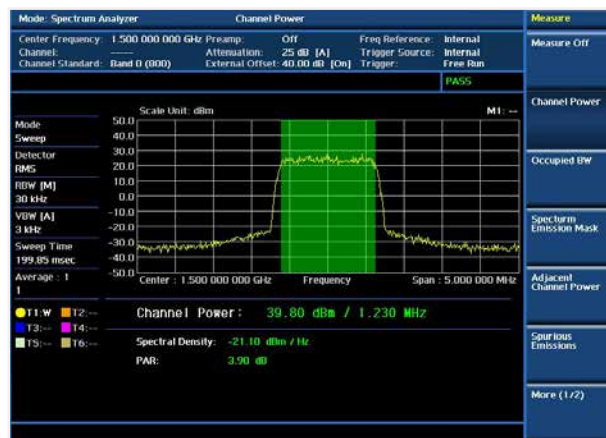 Mode: Spectrum Analyzer
Channel Power
Measure
Center Frequency: 1.500 000 000 GHz Preamp: Off Freq Reference: Internal
Channel: ----- Attenuation: 25 dB [A] Trigger Source: Internal
Channel Standard: Band 0 (800) External Offset: 40.00 dB [On] Trigger: Free Run
PASS
Measure Off
Channel Power
Occupied BW
Specturm
Emission Mask
Adjacent
Channel Power
Spurious
Emissions
More (1/2)
Mode
Sweep
Detector
RMS
RBW [M]
30 kHz
VBW [A]
3 kHz
Sweep Time
199.85 msec
Average : 1
1
T1:W T2:--
T3:-- T4:--
T5:-- T6:--
Scale Unit: dBm M1: --
50.0
40.0
30.0
20.0
10.0
0.0
-10.0
-20.0
-30.0
-40.0
-50.0
Center : 1.500 000 000 GHz Frequency Span : 5.000 000 MHz
Channel Power: 39.80 dBm / 1.230 MHz
Spectral Density: -21.10 dBm / Hz
PAR: 3.90 dB